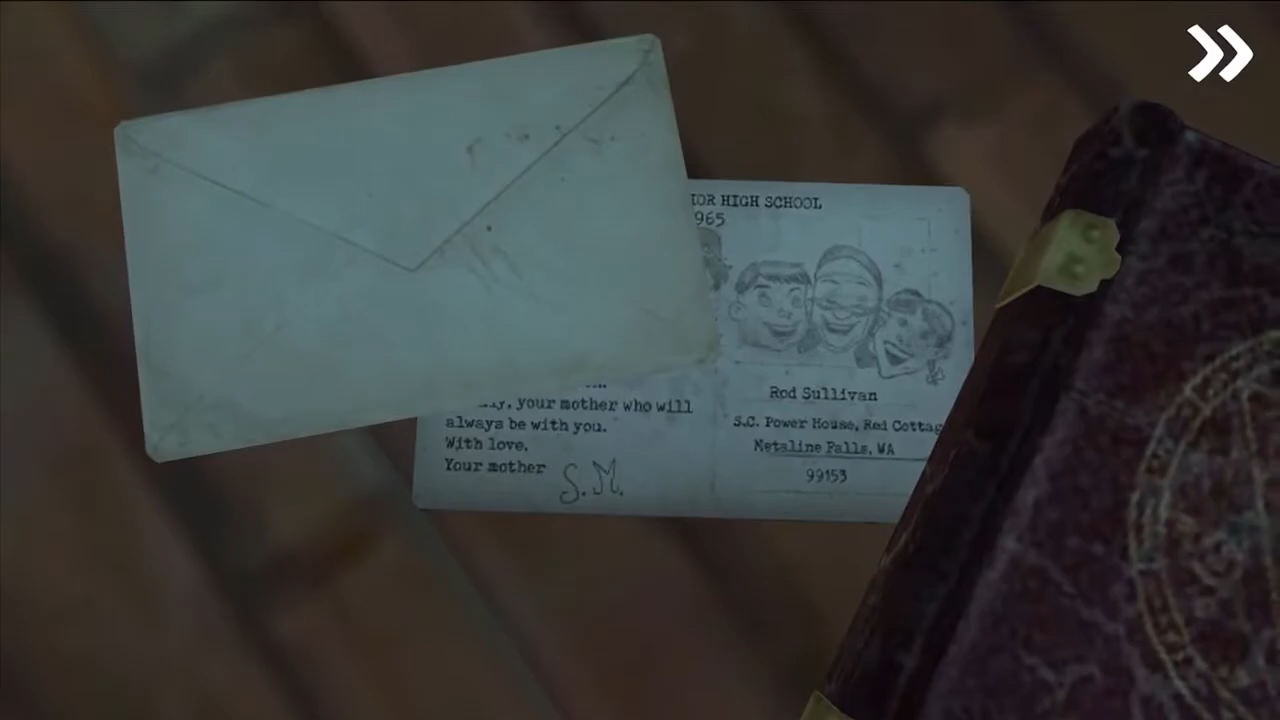 IOR HIGH SCHOOL
965
your mother who will
always be with you.
With love,
Your mother
S.M.
Rod Sullivan
S.C. Power House, Red Cottag
Metaline Falls, WA
99153